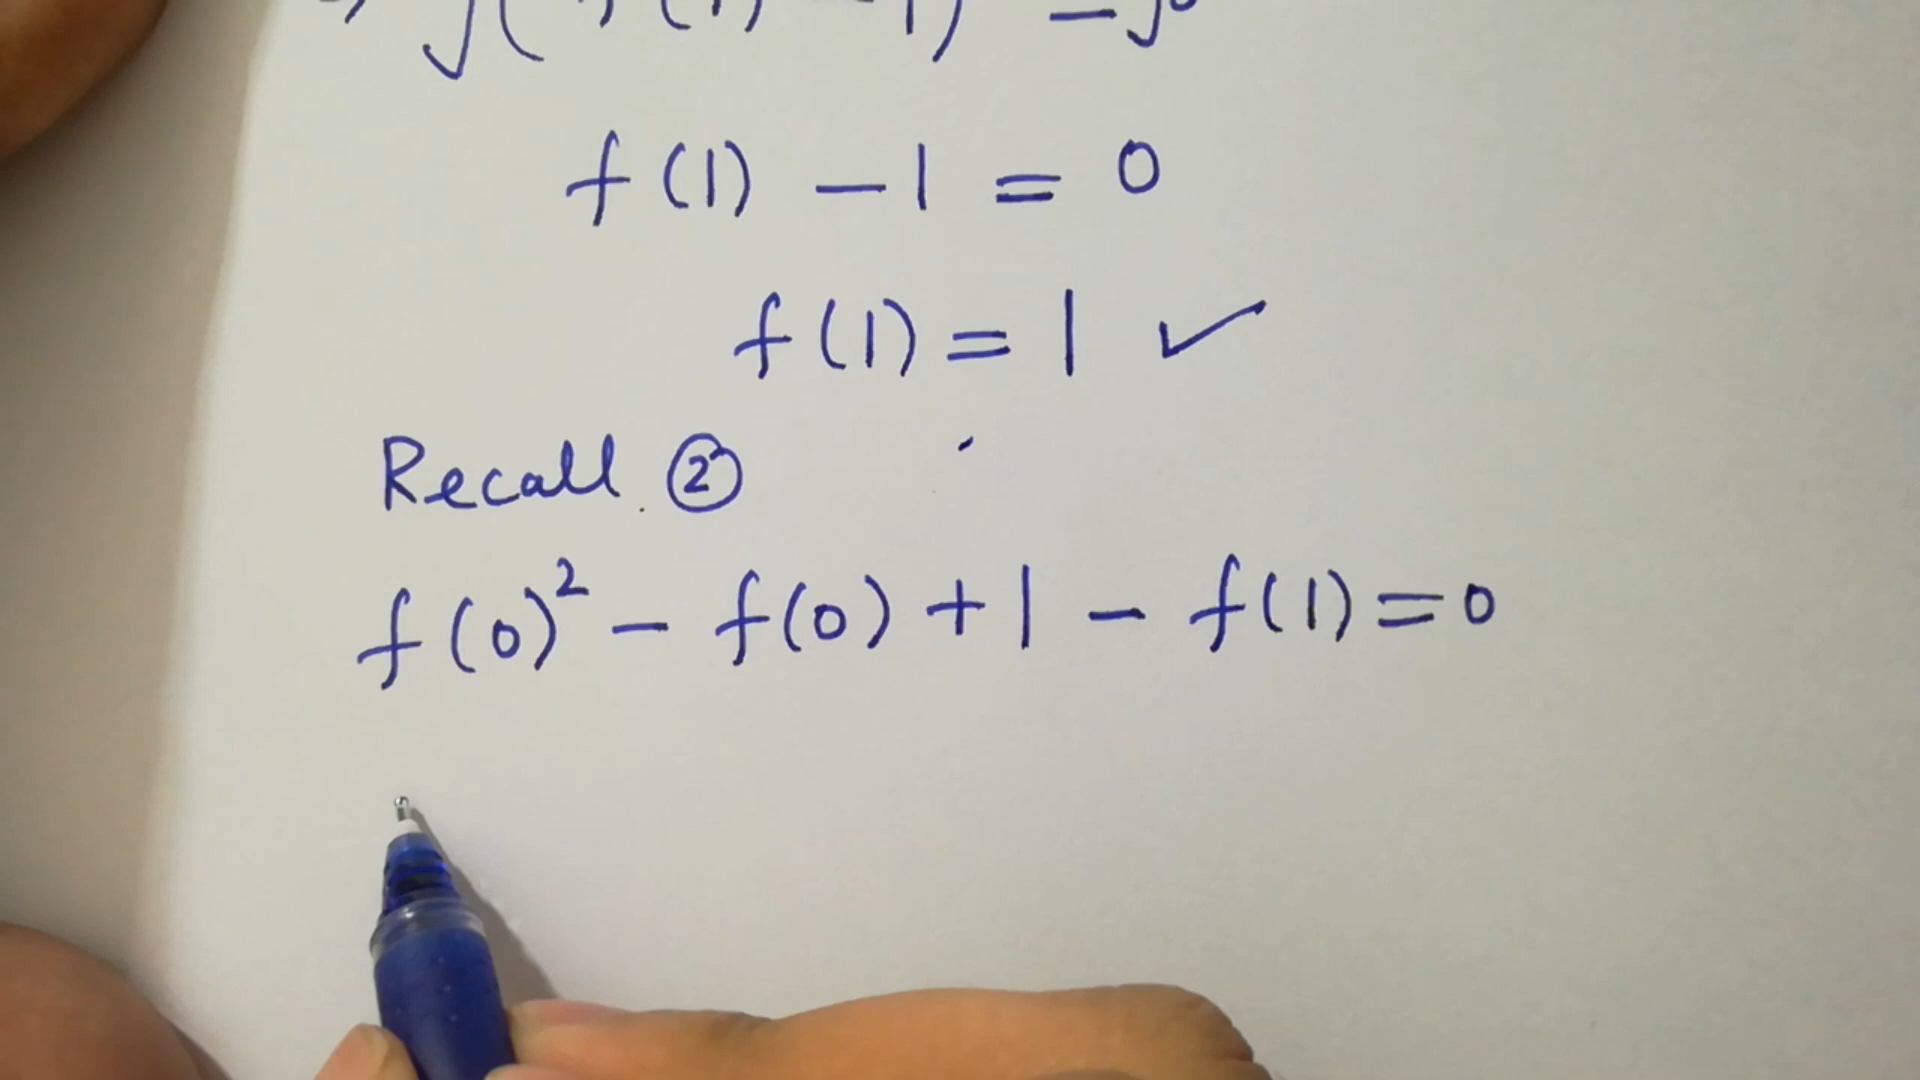 f(1) - 1 = 0
f(1) = 1 ✓
Recall ②
f(0)² - f(0) + 1 - f(1) = 0